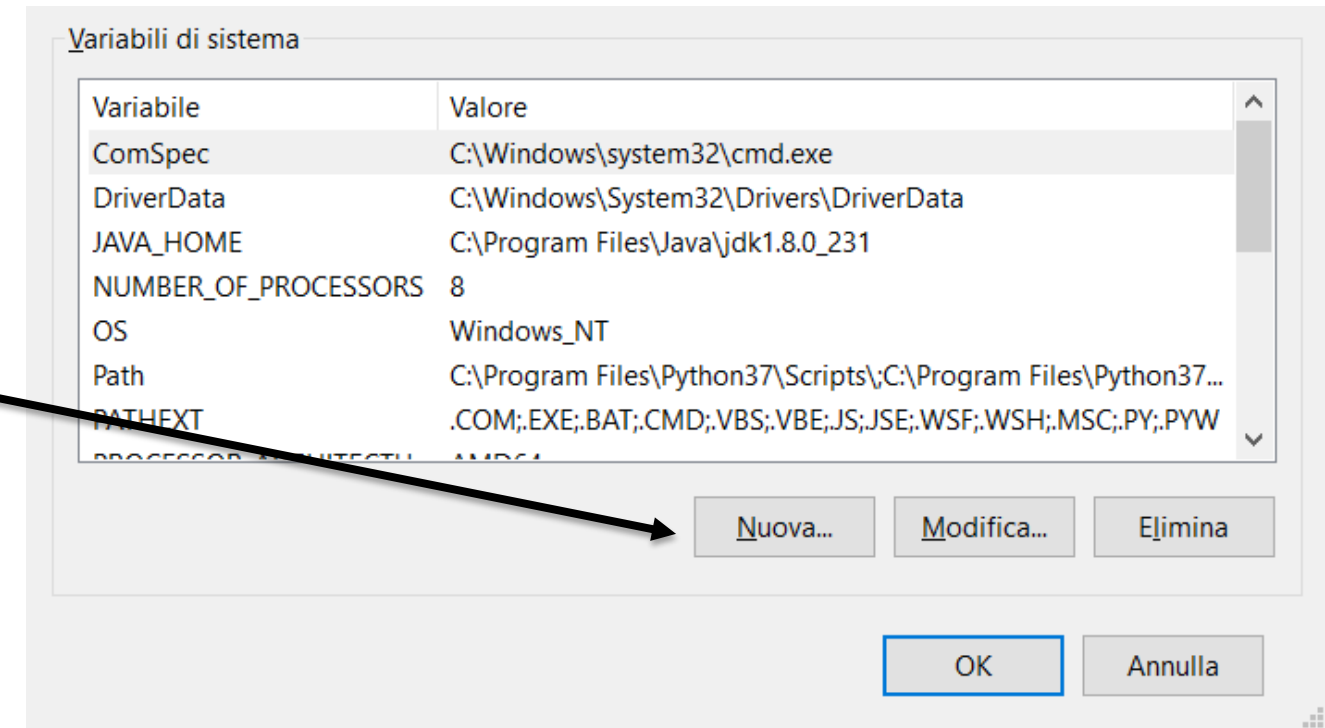 Variabili di sistema
Variabile Valore
ComSpec C:\Windows\system32\cmd.exe
DriverData C:\Windows\System32\Drivers\DriverData
JAVA_HOME C:\Program Files\Java\jdk1.8.0_231
NUMBER_OF_PROCESSORS 8
OS Windows_NT
Path C:\Program Files\Python37\Scripts\;C:\Program Files\Python37...
PATHEXT .COM;.EXE;.BAT;.CMD;.VBS;.VBE;.JS;.JSE;.WSF;.WSH;.MSC;.PY;.PYW
PROCESSOR_ARCHITECTU... AMD64
Nuova... Modifica... Elimina
OK Annulla